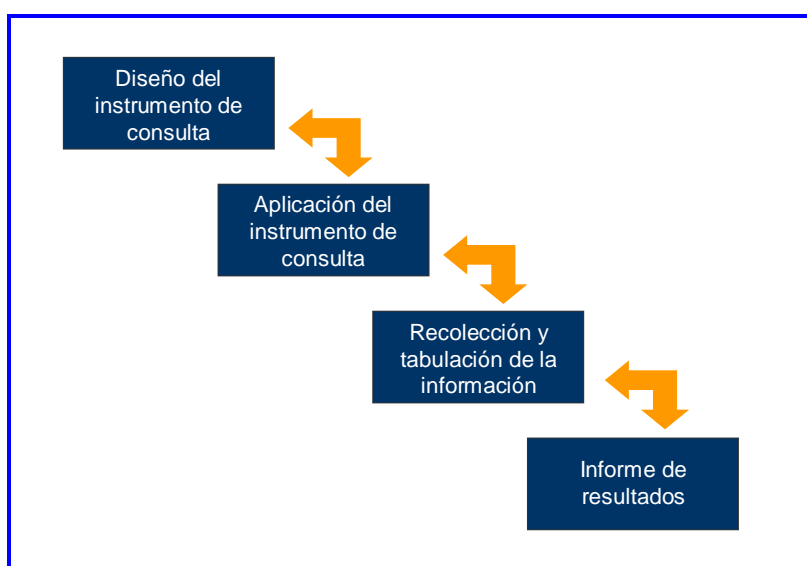 Diseño del
instrumento de
consulta
Aplicación del
instrumento de
consulta
Recolección y
tabulación de la
información
Informe de
resultados